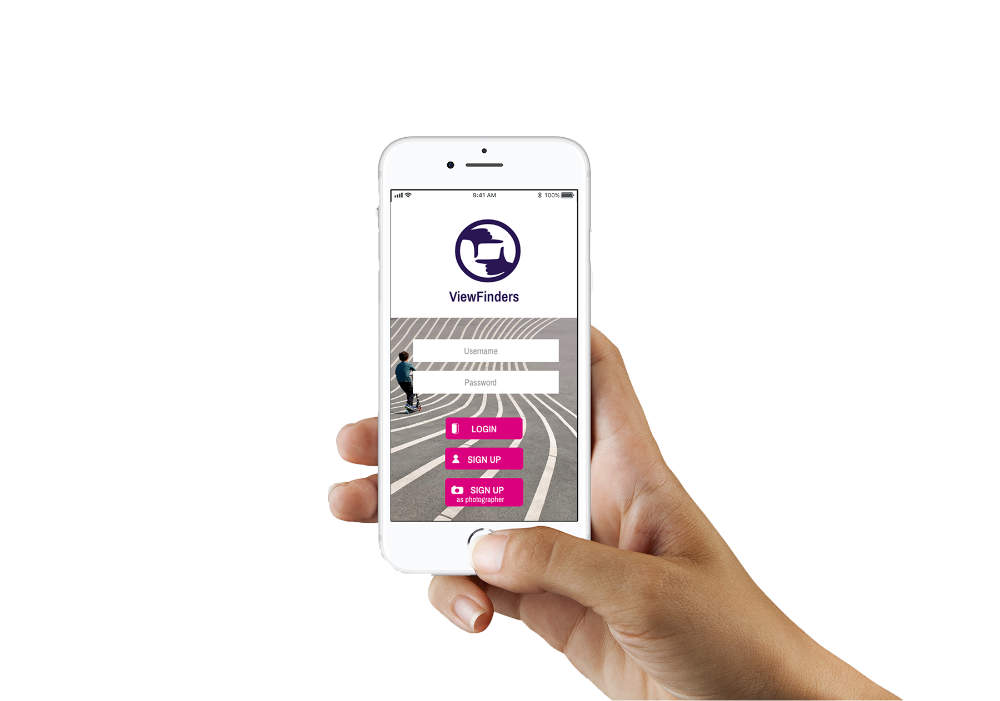 9:41 AM
100%
ViewFinders
Username
Password
LOGIN
SIGN UP
SIGN UP
as photographer